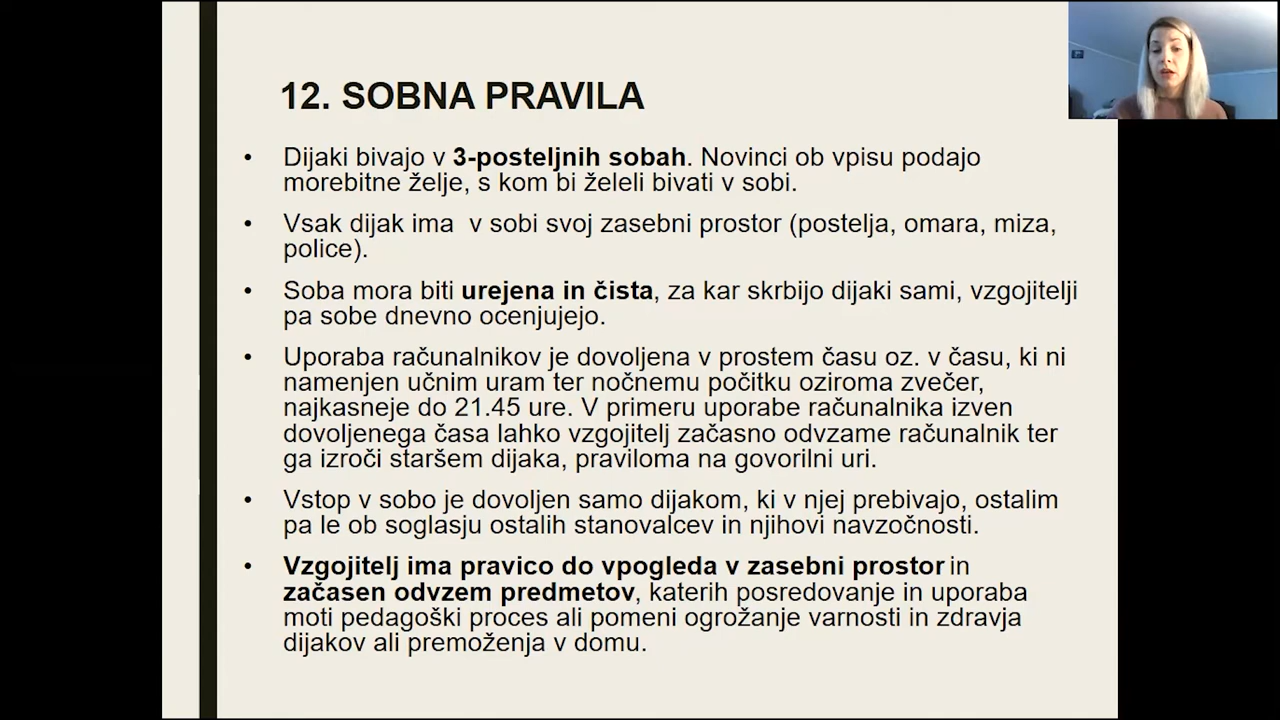 12. SOBNA PRAVILA
• Dijaki bivajo v 3-posteljnih sobah. Novinci ob vpisu podajo
morebitne želje, s kom bi želeli bivati v sobi.
• Vsak dijak ima v sobi svoj zasebni prostor (postelja, omara, miza,
police).
• Soba mora biti urejena in čista, za kar skrbijo dijaki sami, vzgojitelji
pa sobe dnevno ocenjujejo.
• Uporaba računalnikov je dovoljena v prostem času oz. v času, ki ni
namenjen učnim uram ter nočnemu počitku oziroma zvečer,
najkasneje do 21.45 ure. V primeru uporabe računalnika izven
dovoljenega časa lahko vzgojitelj začasno odvzame računalnik ter
ga izroči staršem dijaka, praviloma na govorilni uri.
• Vstop v sobo je dovoljen samo dijakom, ki v njej prebivajo, ostalim
pa le ob soglasju ostalih stanovalcev in njihovi navzočnosti.
• Vzgojitelj ima pravico do vpogleda v zasebni prostor in
začasen odvzem predmetov, katerih posredovanje in uporaba
moti pedagoški proces ali pomeni ogrožanje varnosti in zdravja
dijakov ali premoženja v domu.